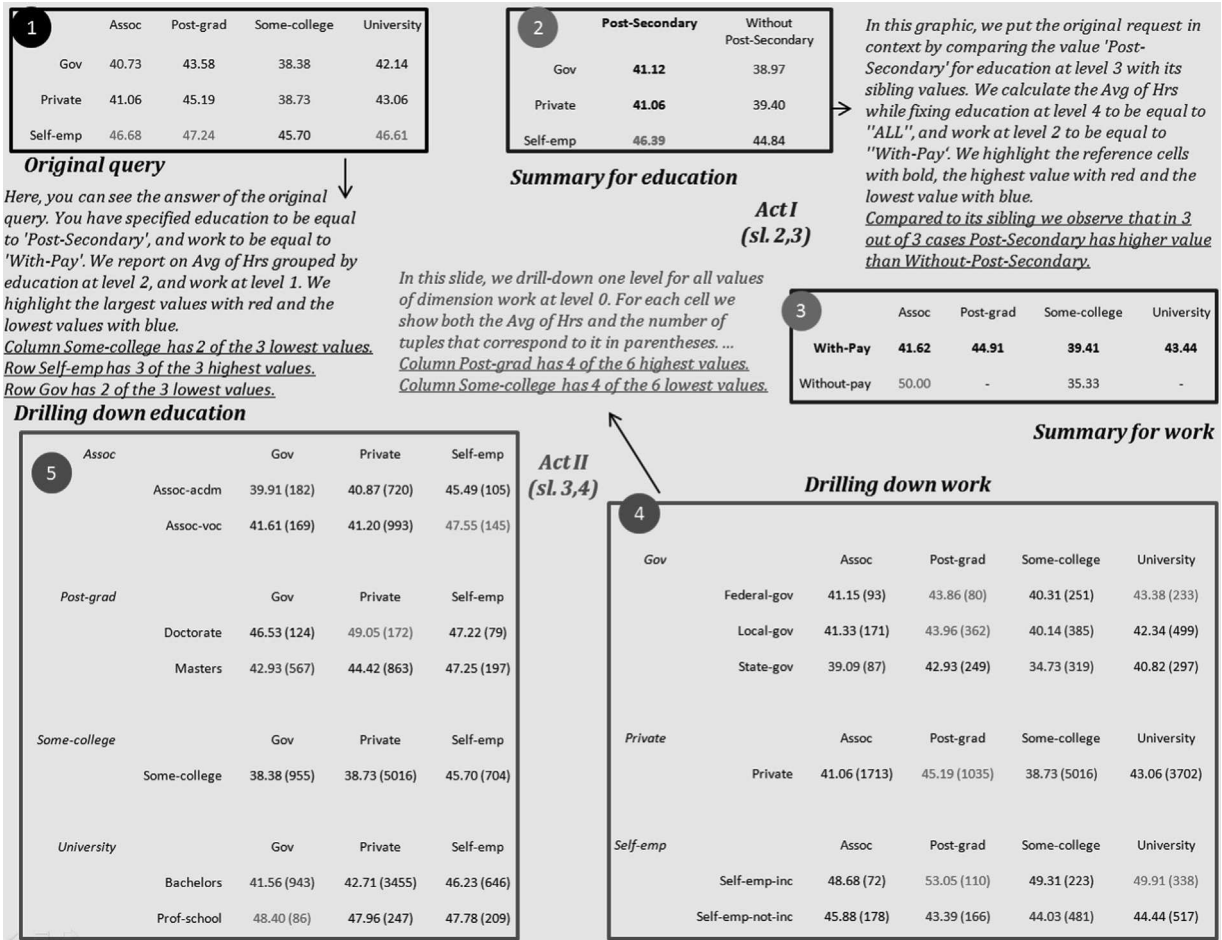 1
Assoc Post-grad Some-college University
Gov 40.73 43.58 38.38 42.14
Private 41.06 45.19 38.73 43.06
Self-emp 46.68 47.24 45.70 46.61
Original query
Here, you can see the answer of the original
query. You have specified education to be equal
to 'Post-Secondary', and work to be equal to
'With-Pay'. We report on Avg of Hrs grouped by
education at level 2, and work at level 1. We
highlight the largest values with red and the
lowest values with blue.
Column Some-college has 2 of the 3 lowest values.
Row Self-emp has 3 of the 3 highest values.
Row Gov has 2 of the 3 lowest values.
2
Post-Secondary Without
Post-Secondary
Gov 41.12 38.97
Private 41.06 39.40
Self-emp 46.39 44.84
Summary for education
Act I
(sl. 2,3)
In this graphic, we put the original request in
context by comparing the value 'Post-
Secondary' for education at level 3 with its
sibling values. We calculate the Avg of Hrs
while fixing education at level 4 to be equal to
"ALL", and work at level 2 to be equal to
"With-Pay'. We highlight the reference cells
with bold, the highest value with red and the
lowest value with blue.
Compared to its sibling we observe that in 3
out of 3 cases Post-Secondary has higher value
than Without-Post-Secondary.
3
Assoc Post-grad Some-college University
With-Pay 41.62 44.91 39.41 43.44
Without-pay 50.00 - 35.33 -
Summary for work
In this slide, we drill-down one level for all values
of dimension work at level 0. For each cell we
show both the Avg of Hrs and the number of
tuples that correspond to it in parentheses. ...
Column Post-grad has 4 of the 6 highest values.
Column Some-college has 4 of the 6 lowest values.
Drilling down education
5
Assoc Gov Private Self-emp
Assoc-acdm 39.91 (182) 40.87 (720) 45.49 (105)
Assoc-voc 41.61 (169) 41.20 (993) 47.55 (145)
Post-grad Gov Private Self-emp
Doctorate 46.53 (124) 49.05 (172) 47.22 (79)
Masters 42.93 (567) 44.42 (863) 47.25 (197)
Some-college Gov Private Self-emp
Some-college 38.38 (955) 38.73 (5016) 45.70 (704)
University Gov Private Self-emp
Bachelors 41.56 (943) 42.71 (3455) 46.23 (646)
Prof-school 48.40 (86) 47.96 (247) 47.78 (209)
Act II
(sl. 3,4)
Drilling down work
4
Gov Assoc Post-grad Some-college University
Federal-gov 41.15 (93) 43.86 (80) 40.31 (251) 43.38 (233)
Local-gov 41.33 (171) 43.96 (362) 40.14 (385) 42.34 (499)
State-gov 39.09 (87) 42.93 (249) 34.73 (319) 40.82 (297)
Private Assoc Post-grad Some-college University
Private 41.06 (1713) 45.19 (1035) 38.73 (5016) 43.06 (3702)
Self-emp Assoc Post-grad Some-college University
Self-emp-inc 48.68 (72) 53.05 (110) 49.31 (223) 49.91 (338)
Self-emp-not-inc 45.88 (178) 43.39 (166) 44.03 (481) 44.44 (517)